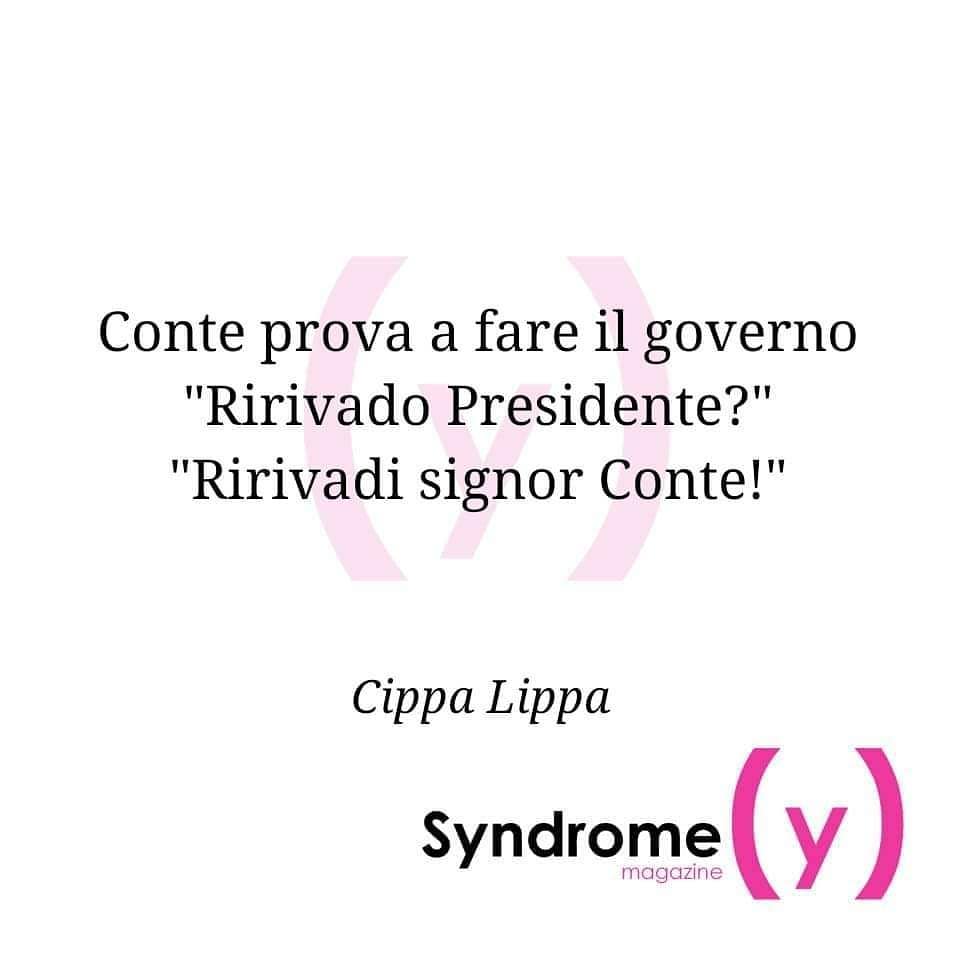 Conte prova a fare il governo
"Ririvado Presidente?"
"Ririvadi signor Conte!"
Cippa Lippa
Syndrome (y)
magazine